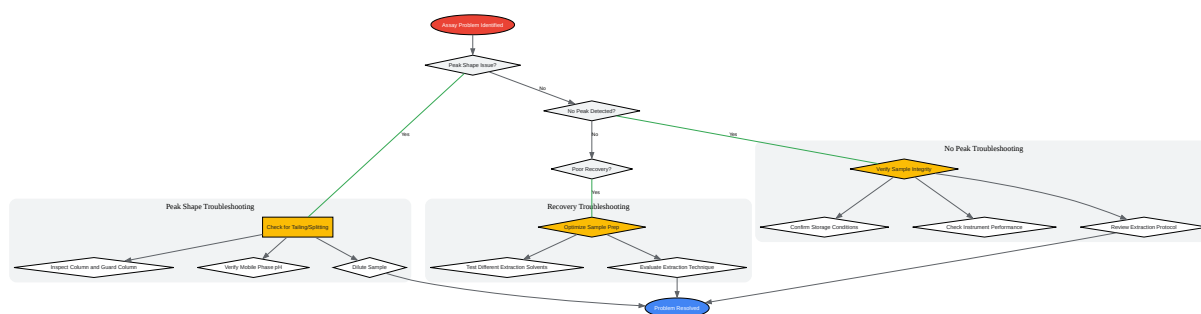 Assay Problem Identified
Peak Shape Issue?
No
No Peak Detected?
Yes
No
Yes
No Peak Troubleshooting
Verify Sample Integrity
Poor Recovery?
Yes
Peak Shape Troubleshooting
Recovery Troubleshooting
Check for Tailing/Splitting
Optimize Sample Prep
Confirm Storage Conditions
Check Instrument Performance
Review Extraction Protocol
Inspect Column and Guard Column
Verify Mobile Phase pH
Dilute Sample
Test Different Extraction Solvents
Evaluate Extraction Technique
Problem Resolved